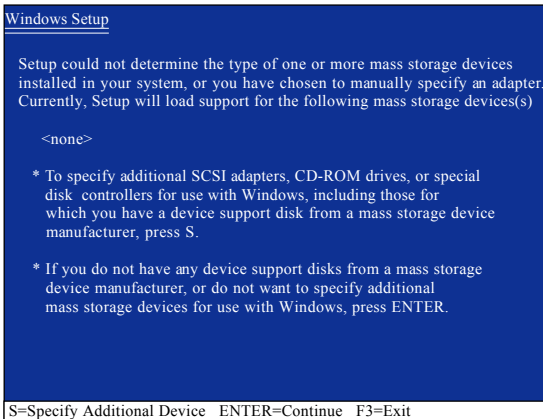 Windows Setup
Setup could not determine the type of one or more mass storage devices
installed in your system, or you have chosen to manually specify an adapter.
Currently, Setup will load support for the following mass storage devices(s)
<none>
* To specify additional SCSI adapters, CD-ROM drives, or special
disk controllers for use with Windows, including those for
which you have a device support disk from a mass storage device
manufacturer, press S.
* If you do not have any device support disks from a mass storage
device manufacturer, or do not want to specify additional
mass storage devices for use with Windows, press ENTER.
S=Specify Additional Device ENTER=Continue F3=Exit